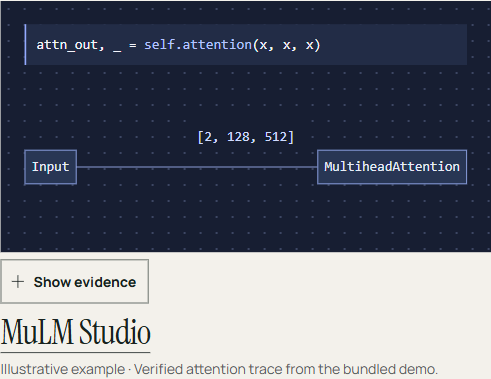 attn_out, _ = self.attention(x, x, x)
[2, 128, 512]
Input
MultiheadAttention
+ Show evidence
MuLM Studio
Illustrative example · Verified attention trace from the bundled demo.